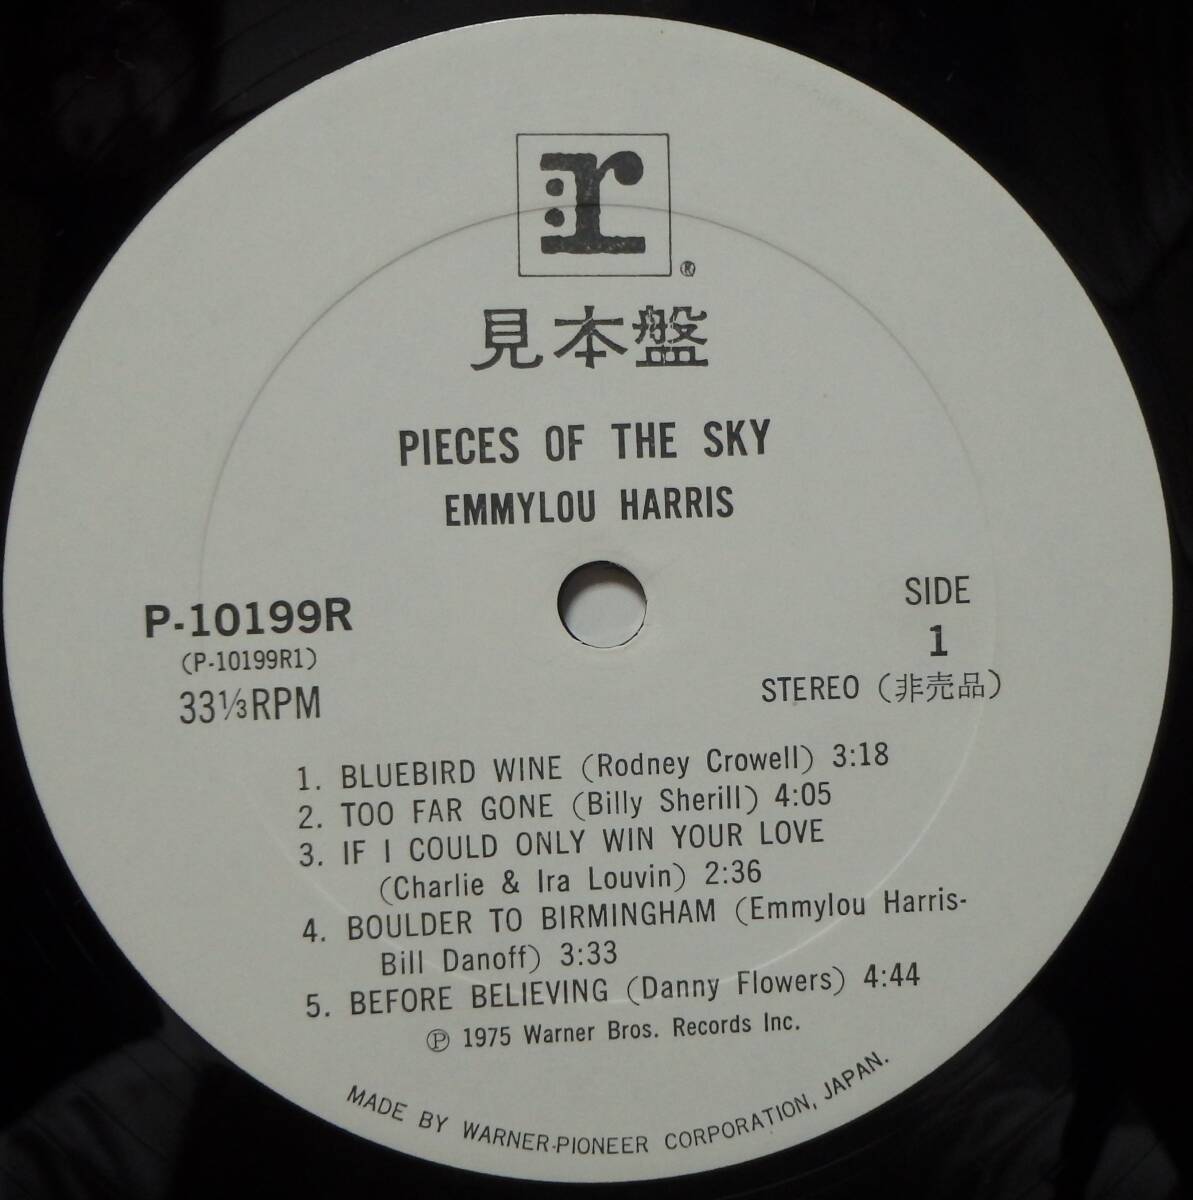 :r
®
見本盤
PIECES OF THE SKY
EMMYLOU HARRIS
P-10199R
(P-10199R1)
33⅓RPM
SIDE
1
STEREO (非売品)
1. BLUEBIRD WINE (Rodney Crowell) 3:18
2. TOO FAR GONE (Billy Sherill) 4:05
3. IF I COULD ONLY WIN YOUR LOVE
(Charlie & Ira Louvin) 2:36
4. BOULDER TO BIRMINGHAM (Emmylou Harris-
Bill Danoff) 3:33
5. BEFORE BELIEVING (Danny Flowers) 4:44
℗ 1975 Warner Bros. Records Inc.
MADE BY WARNER-PIONEER CORPORATION, JAPAN.